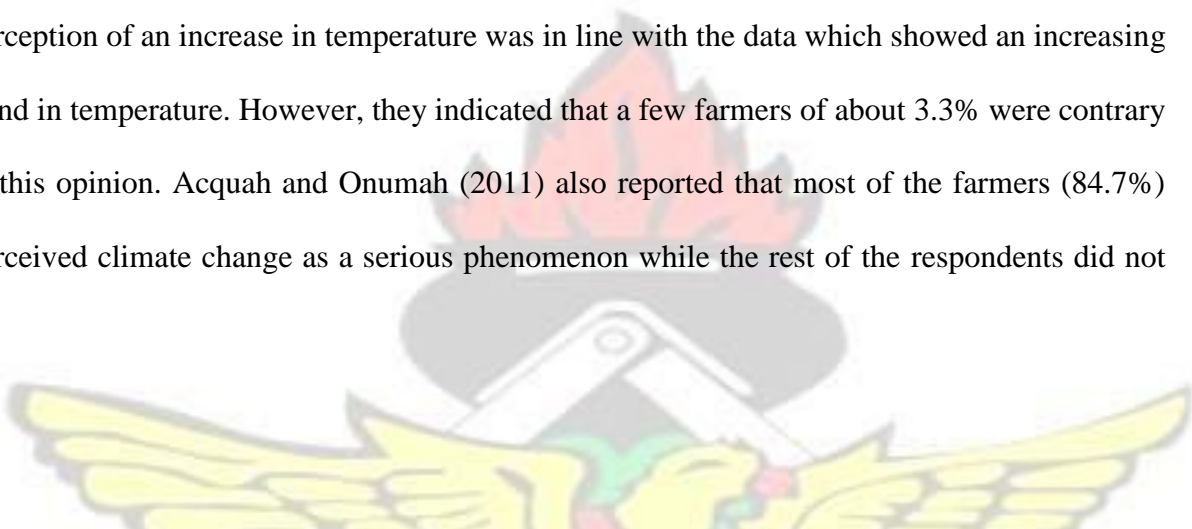 rception of an increase in temperature was in line with the data which showed an increasing
nd in temperature. However, they indicated that a few farmers of about 3.3% were contrary
this opinion. Acquah and Onumah (2011) also reported that most of the farmers (84.7%)
rceived climate change as a serious phenomenon while the rest of the respondents did not